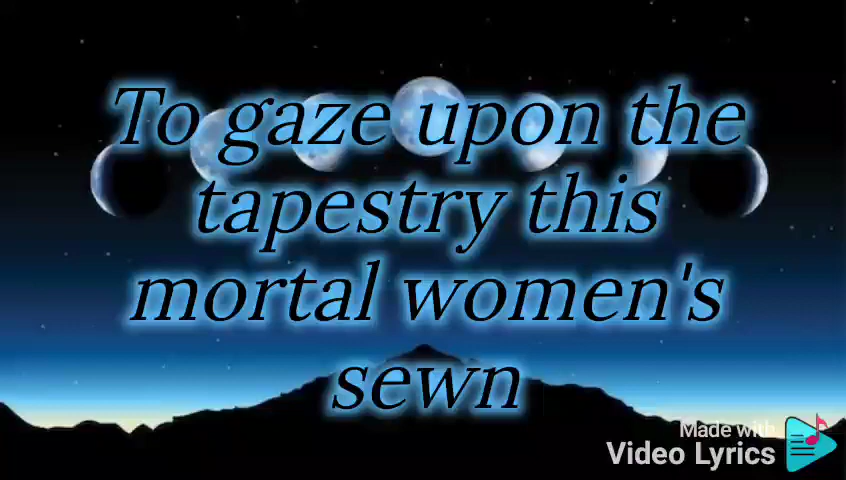 To gaze upon the
tapestry this
mortal women's
sewn
Made with
Video Lyrics